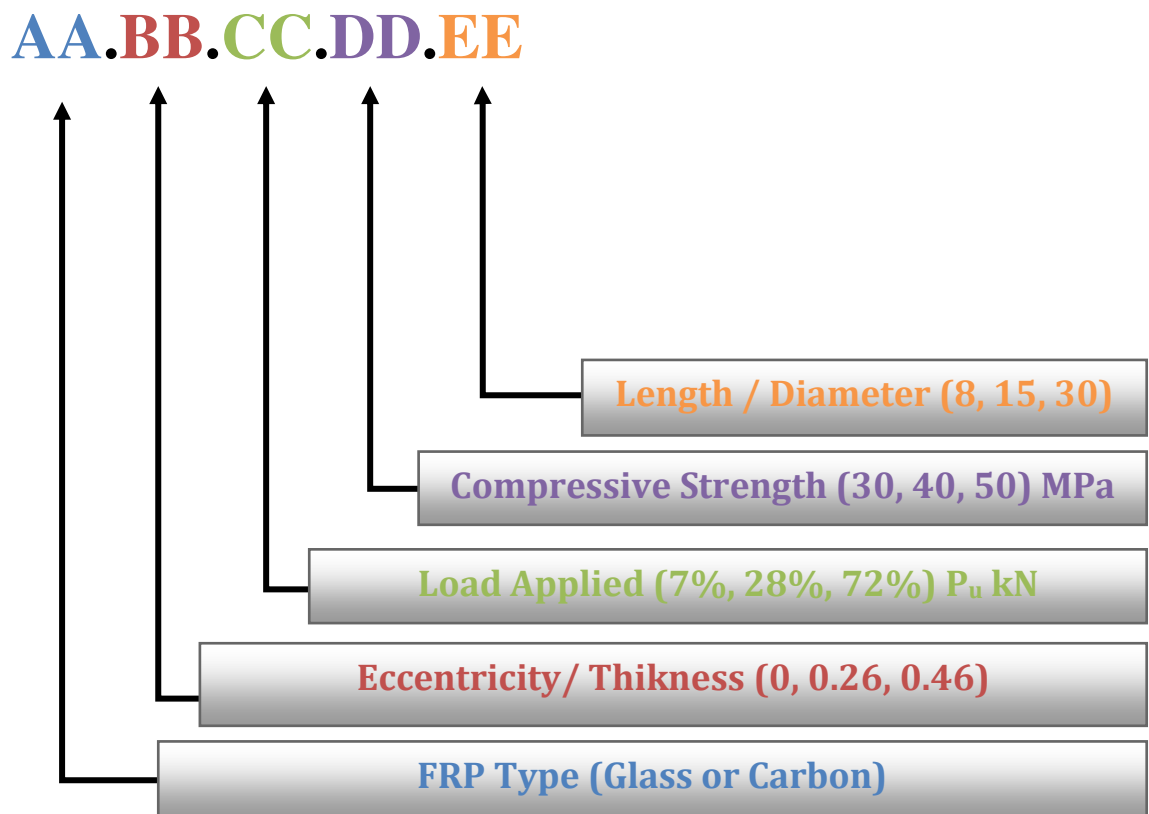 AA.BB.CC.DD.EE
Length / Diameter (8, 15, 30)
Compressive Strength (30, 40, 50) MPa
Load Applied (7%, 28%, 72%) Pu kN
Eccentricity/ Thikness (0, 0.26, 0.46)
FRP Type (Glass or Carbon)